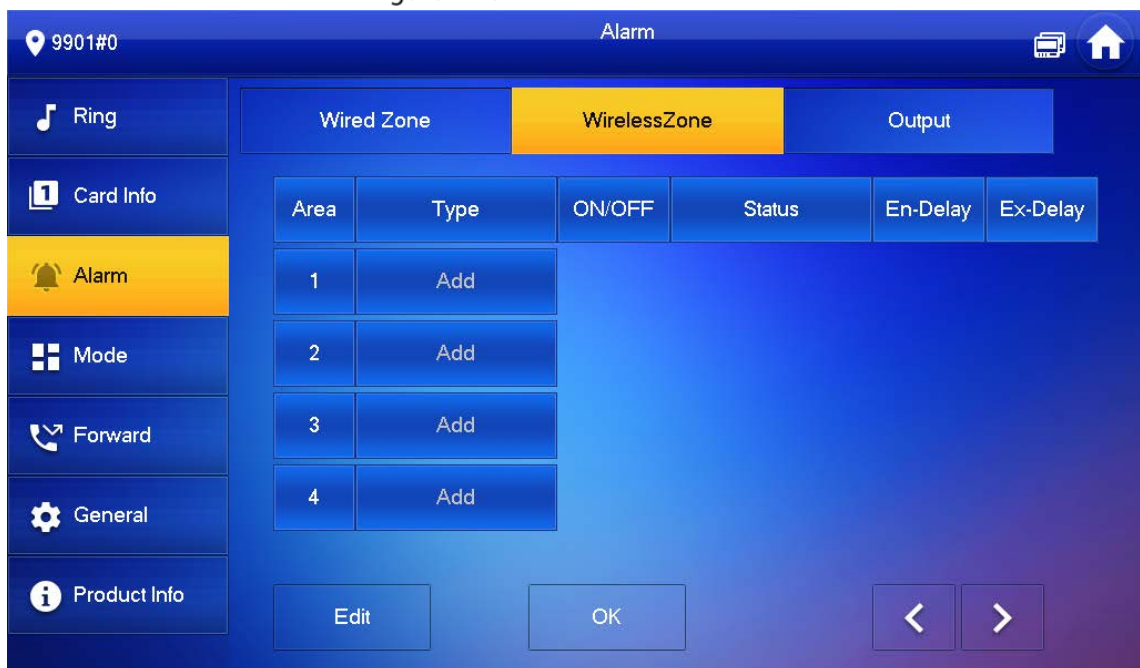 9901#0
Alarm
Ring
Card Info
Alarm
Mode
Forward
General
Product Info
Wired Zone WirelessZone Output
Area Type ON/OFF Status En-Delay Ex-Delay
1 Add
2 Add
3 Add
4 Add
Edit OK